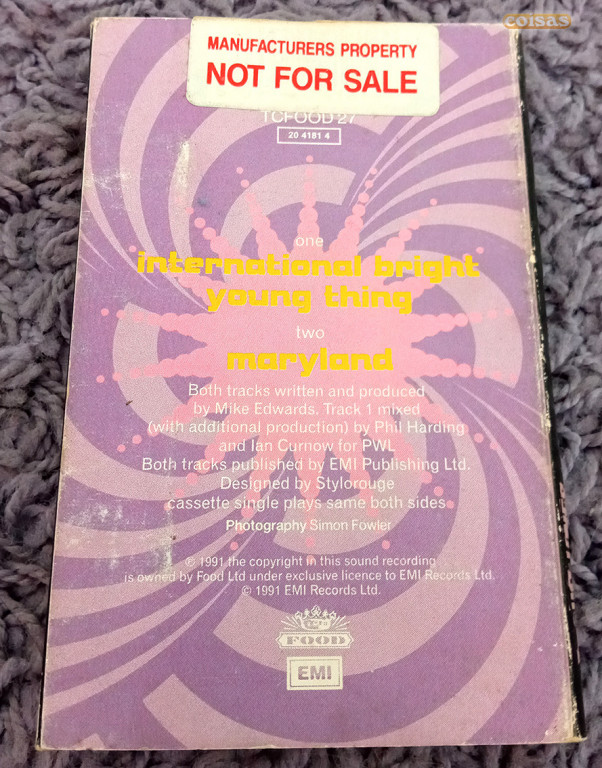 coisas
MANUFACTURERS PROPERTY
NOT FOR SALE
TCFOOD 27
20 4181 4
one
international bright
young thing
two
maryland
Both tracks written and produced
by Mike Edwards. Track 1 mixed
(with additional production) by Phil Harding
and Ian Curnow for PWL
Both tracks published by EMI Publishing Ltd.
Designed by Stylorouge
cassette single plays same both sides
Photography Simon Fowler
℗ 1991 the copyright in this sound recording
is owned by Food Ltd under exclusive licence to EMI Records Ltd.
© 1991 EMI Records Ltd.
FOOD
EMI